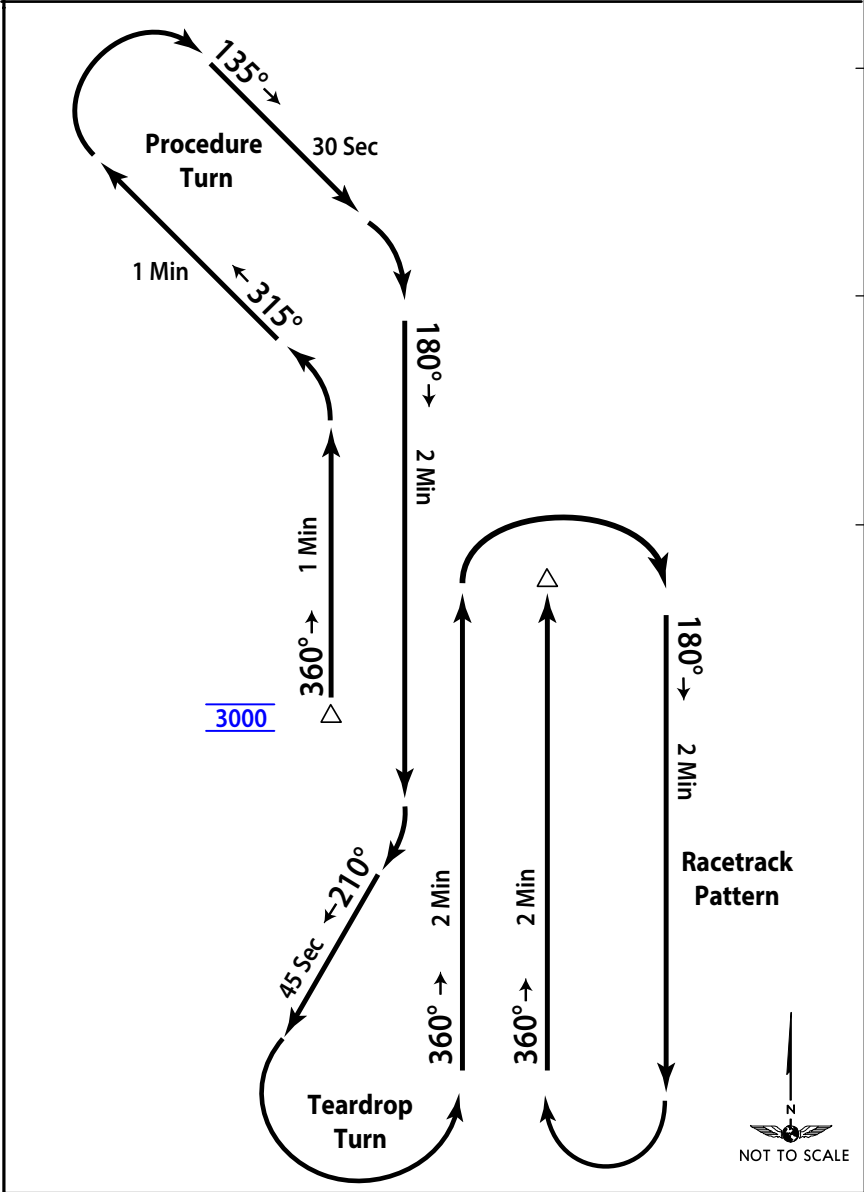 135° →
30 Sec
Procedure
Turn
1 Min
← 315°
180° →
2 Min
1 Min
360° →
3000
180° →
2 Min
←210°
45 Sec
2 Min
360° →
2 Min
360° →
Racetrack
Pattern
Teardrop
Turn
N
NOT TO SCALE